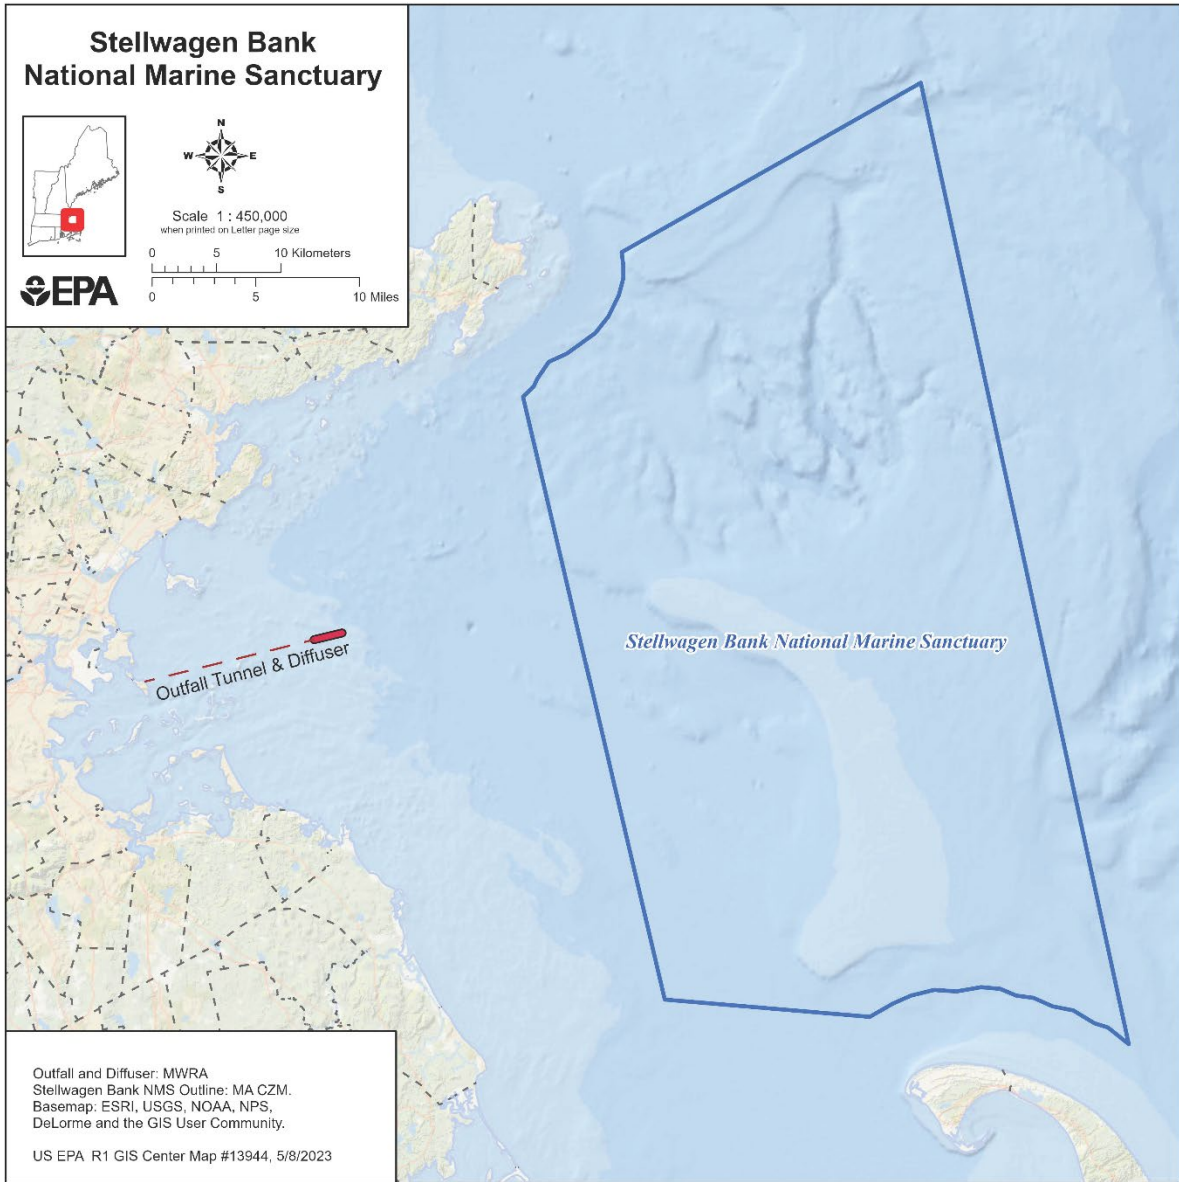 Stellwagen Bank
National Marine Sanctuary
N
W E
S
Scale 1 : 450,000
when printed on Letter page size
0 5 10 Kilometers
0 5 10 Miles
EPA
Stellwagen Bank National Marine Sanctuary
Outfall Tunnel & Diffuser
Outfall and Diffuser: MWRA
Stellwagen Bank NMS Outline: MA CZM.
Basemap: ESRI, USGS, NOAA, NPS,
DeLorme and the GIS User Community.
US EPA R1 GIS Center Map #13944, 5/8/2023